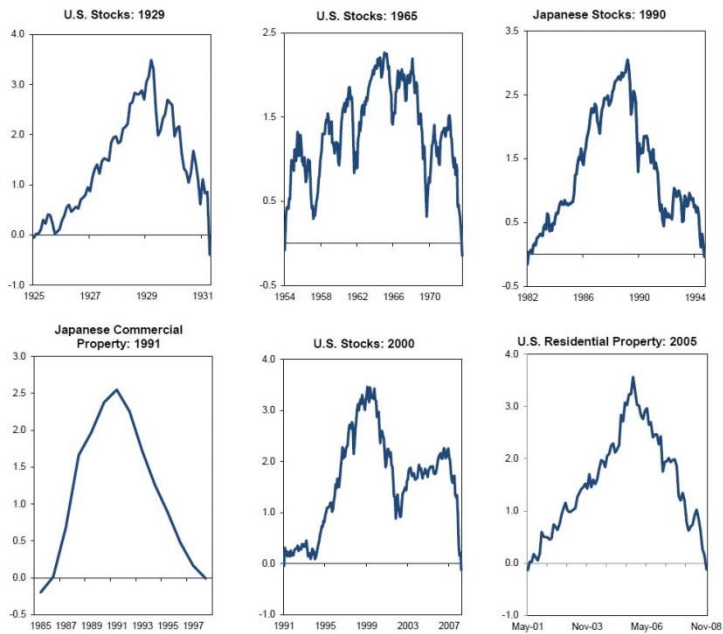 U.S. Stocks: 1929
4.0
3.0
2.0
1.0
0.0
-1.0
1925 1927 1929 1931
U.S. Stocks: 1965
2.5
1.5
0.5
-0.5
1954 1958 1962 1966 1970
Japanese Stocks: 1990
3.5
2.5
1.5
0.5
-0.5
1982 1986 1990 1994
Japanese Commercial
Property: 1991
3.0
2.5
2.0
1.5
1.0
0.5
0.0
-0.5
1985 1987 1989 1991 1993 1995 1997
U.S. Stocks: 2000
4.0
3.0
2.0
1.0
0.0
-1.0
1991 1995 1999 2003 2007
U.S. Residential Property: 2005
4.0
3.0
2.0
1.0
0.0
-1.0
May-01 Nov-03 May-06 Nov-08